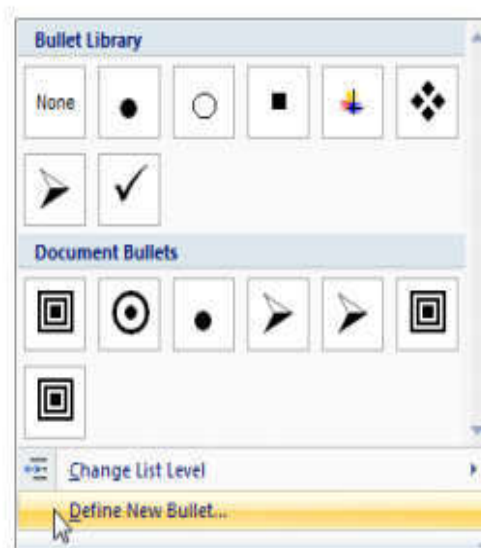 Bullet Library
None
Document Bullets
Change List Level
Define New Bullet...